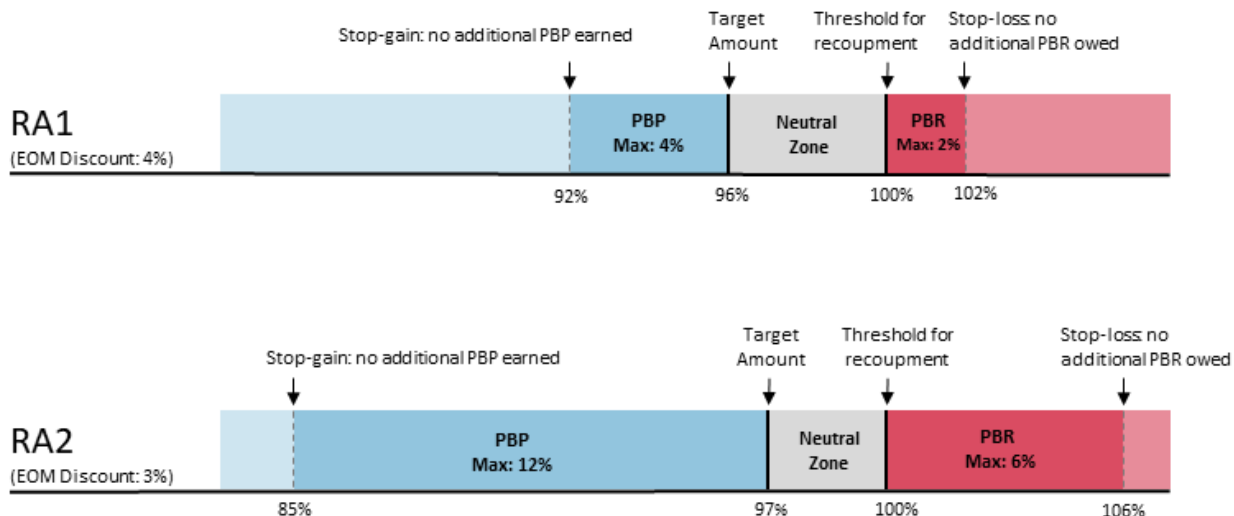 Stop-gain: no additional PBP earned
Target
Amount
Threshold for
recoupment
Stop-loss: no
additional PBR owed
RA1
(EOM Discount: 4%)
PBP
Max: 4%
Neutral
Zone
PBR
Max: 2%
92%
96%
100%
102%
Stop-gain: no additional PBP earned
Target
Amount
Threshold for
recoupment
Stop-loss: no
additional PBR owed
RA2
(EOM Discount: 3%)
PBP
Max: 12%
Neutral
Zone
PBR
Max: 6%
85%
97%
100%
106%